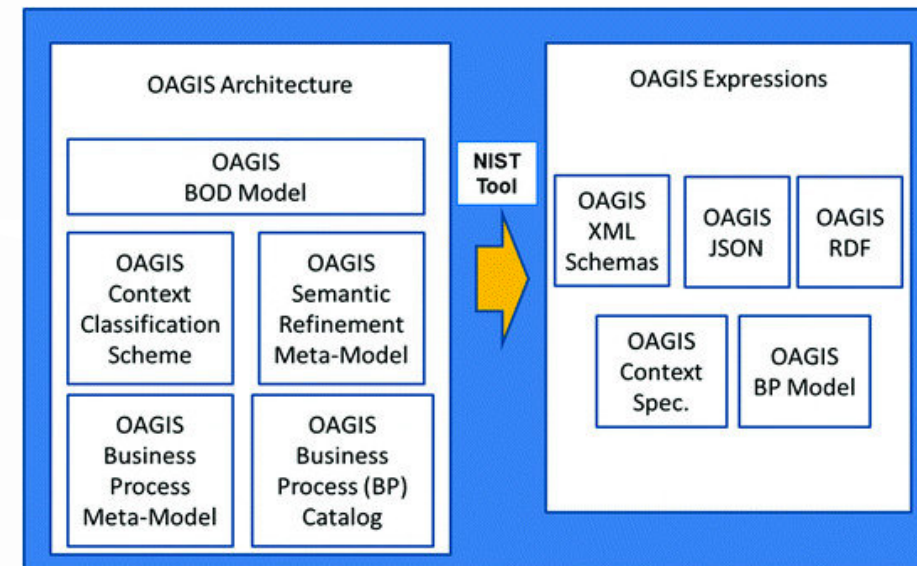 OAGIS Architecture
OAGIS
BOD Model
OAGIS
Context
Classification
Scheme
OAGIS
Semantic
Refinement
Meta-Model
OAGIS
Business
Process
Meta-Model
OAGIS
Business
Process (BP)
Catalog
NIST
Tool
OAGIS Expressions
OAGIS
XML
Schemas
OAGIS
JSON
OAGIS
RDF
OAGIS
Context
Spec.
OAGIS
BP Model